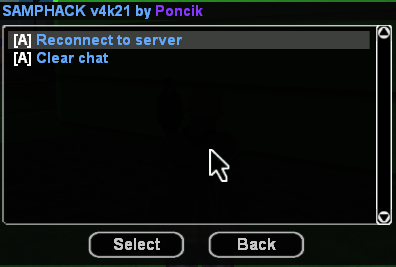 SAMPHACK v4k21 by Poncik
[A] Reconnect to server
[A] Clear chat
Select Back